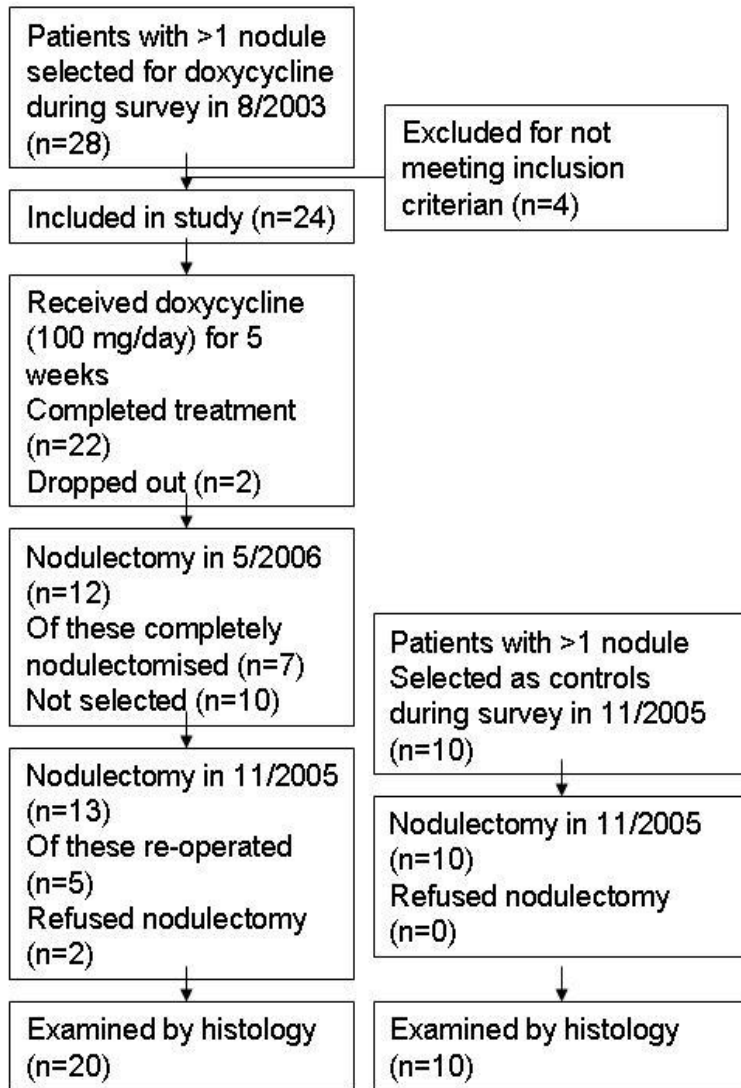 Patients with >1 nodule
selected for doxycycline
during survey in 8/2003
(n=28)
Excluded for not
meeting inclusion
criterian (n=4)
Included in study (n=24)
Received doxycycline
(100 mg/day) for 5
weeks
Completed treatment
(n=22)
Dropped out (n=2)
Nodulectomy in 5/2006
(n=12)
Of these completely
nodulectomised (n=7)
Not selected (n=10)
Patients with >1 nodule
Selected as controls
during survey in 11/2005
(n=10)
Nodulectomy in 11/2005
(n=13)
Of these re-operated
(n=5)
Refused nodulectomy
(n=2)
Nodulectomy in 11/2005
(n=10)
Refused nodulectomy
(n=0)
Examined by histology
(n=20)
Examined by histology
(n=10)